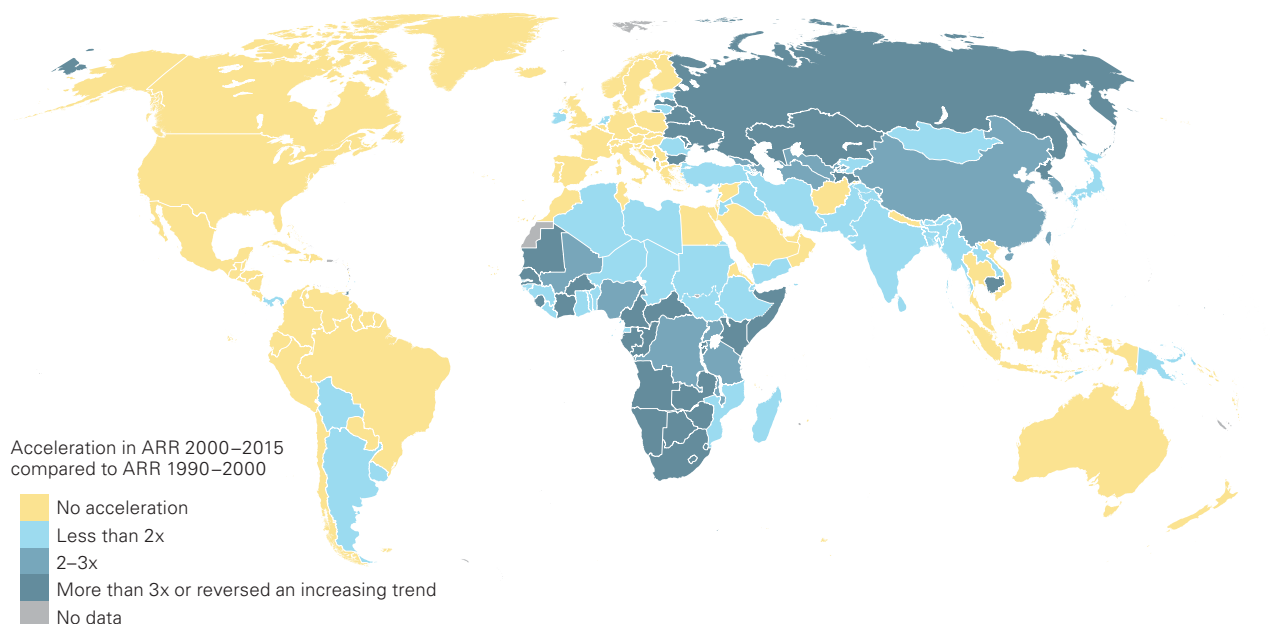 Acceleration in ARR 2000–2015
compared to ARR 1990–2000
No acceleration
Less than 2x
2–3x
More than 3x or reversed an increasing trend
No data